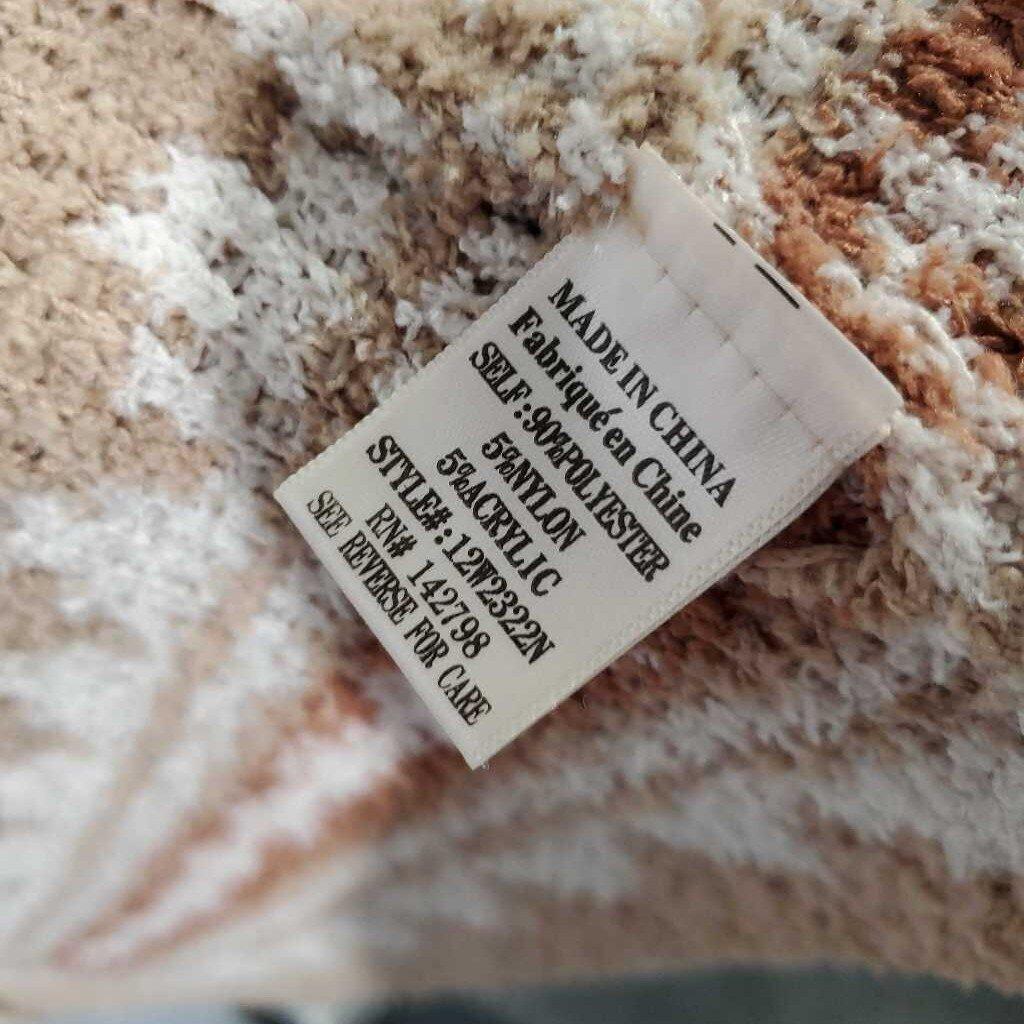 MADE IN CHINA
Fabriqué en Chine
SELF:90%POLYESTER
5%NYLON
5%ACRYLIC
STYLE#:12W2322N
RN# 142798
SEE REVERSE FOR CARE